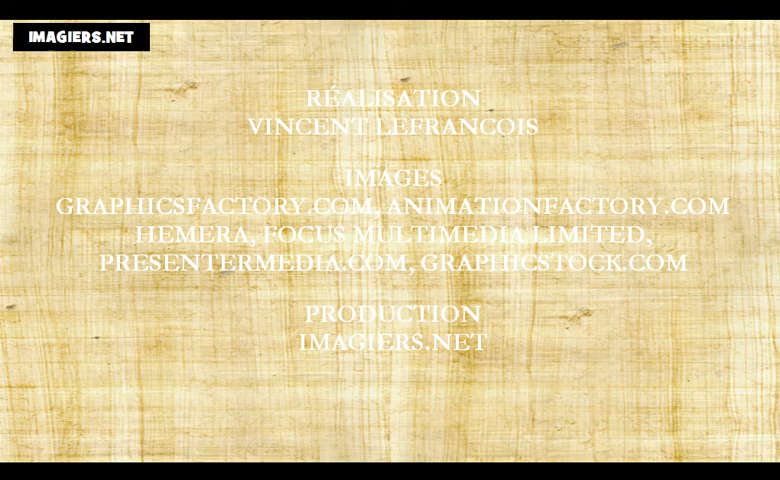 IMAGIERS.NET
RÉALISATION
VINCENT LEFRANCOIS
IMAGES
GRAPHICSFACTORY.COM, ANIMATIONFACTORY.COM
HEMERA, FOCUS MULTIMEDIA LIMITED,
PRESENTERMEDIA.COM, GRAPHICSTOCK.COM
PRODUCTION
IMAGIERS.NET